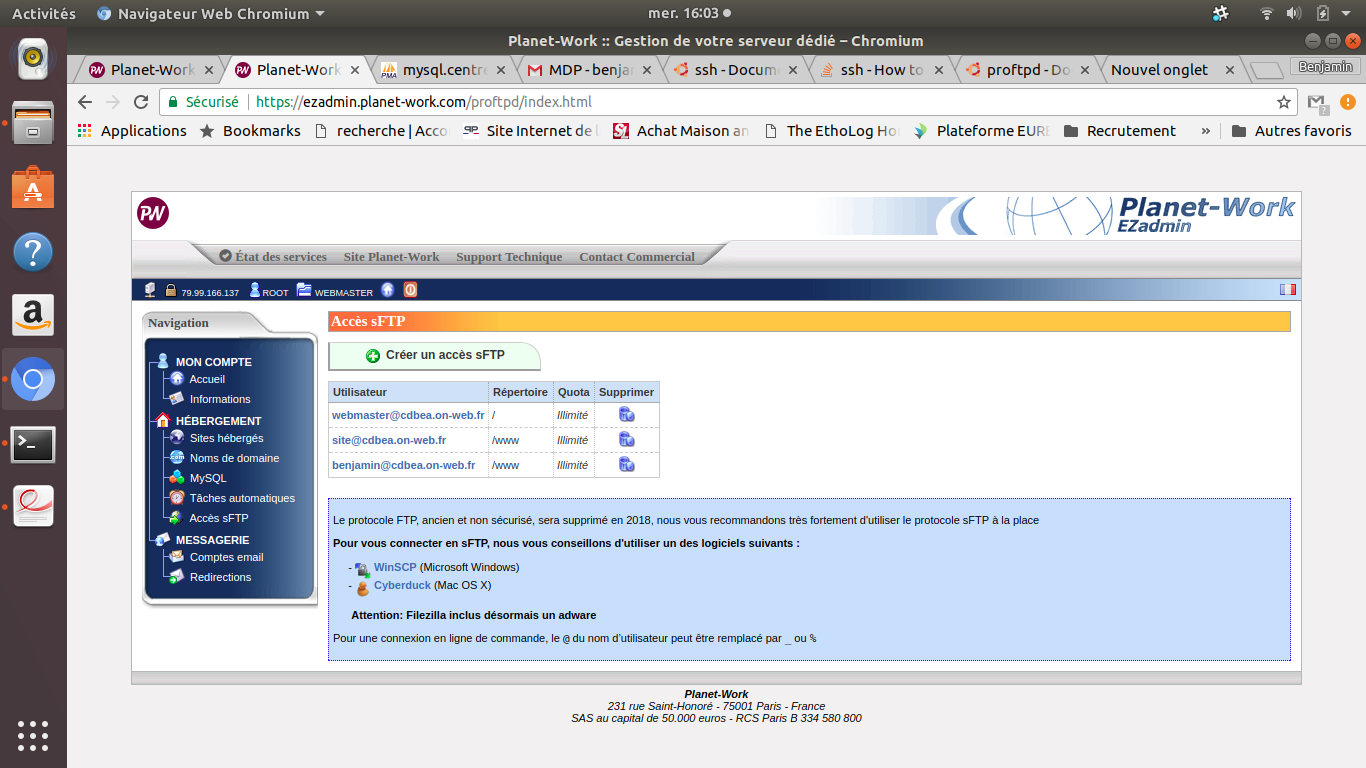 Activités
Navigateur Web Chromium
mer. 16:03
Planet-Work :: Gestion de votre serveur dédié – Chromium
Planet-Work
Planet-Work
mysql.centre
MDP - benja
ssh - Docum
ssh - How to
proftpd - Do
Nouvel onglet
Benjamin
Sécurisé
https://ezadmin.planet-work.com/proftpd/index.html
Applications
Bookmarks
recherche | Acco
Site Internet de l
Achat Maison an
The EthoLog Ho
Plateforme EURE
Recrutement
»
Autres favoris
PW
Planet-Work
EZadmin
État des services
Site Planet-Work
Support Technique
Contact Commercial
79.99.166.137
ROOT
WEBMASTER
Navigation
MON COMPTE
Accueil
Informations
HÉBERGEMENT
Sites hébergés
Noms de domaine
MySQL
Tâches automatiques
Accès sFTP
MESSAGERIE
Comptes email
Redirections
Accès sFTP
Créer un accès sFTP
Utilisateur Répertoire Quota Supprimer
webmaster@cdbea.on-web.fr / Illimité
site@cdbea.on-web.fr /www Illimité
benjamin@cdbea.on-web.fr /www Illimité
Le protocole FTP, ancien et non sécurisé, sera supprimé en 2018, nous vous recommandons très fortement d'utiliser le protocole sFTP à la place
Pour vous connecter en sFTP, nous vous conseillons d'utiliser un des logiciels suivants :
- WinSCP (Microsoft Windows)
- Cyberduck (Mac OS X)
Attention: Filezilla inclus désormais un adware
Pour une connexion en ligne de commande, le @ du nom d'utilisateur peut être remplacé par _ ou %
Planet-Work
231 rue Saint-Honoré - 75001 Paris - France
SAS au capital de 50.000 euros - RCS Paris B 334 580 800